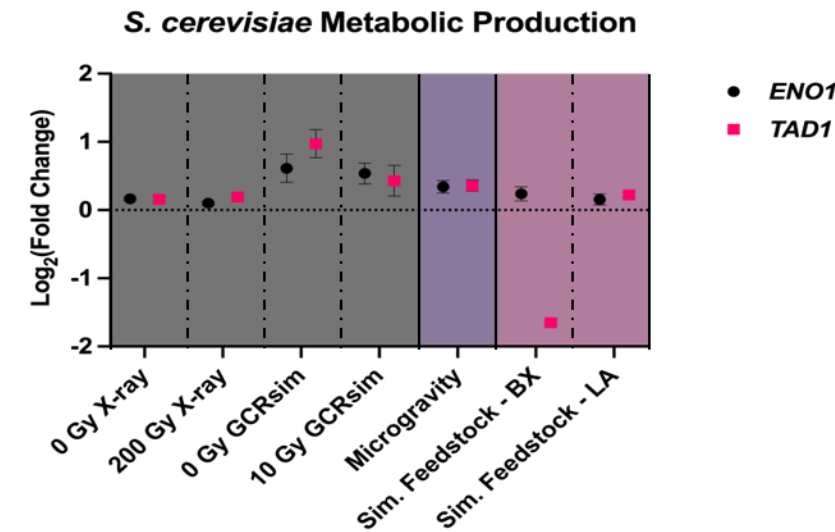 S. cerevisiae Metabolic Production
Log2(Fold Change)
2
1
0
-1
-2
0 Gy X-ray
200 Gy X-ray
0 Gy GCRsim
10 Gy GCRsim
Microgravity
Sim. Feedstock - BX
Sim. Feedstock - LA
ENO1
TAD1